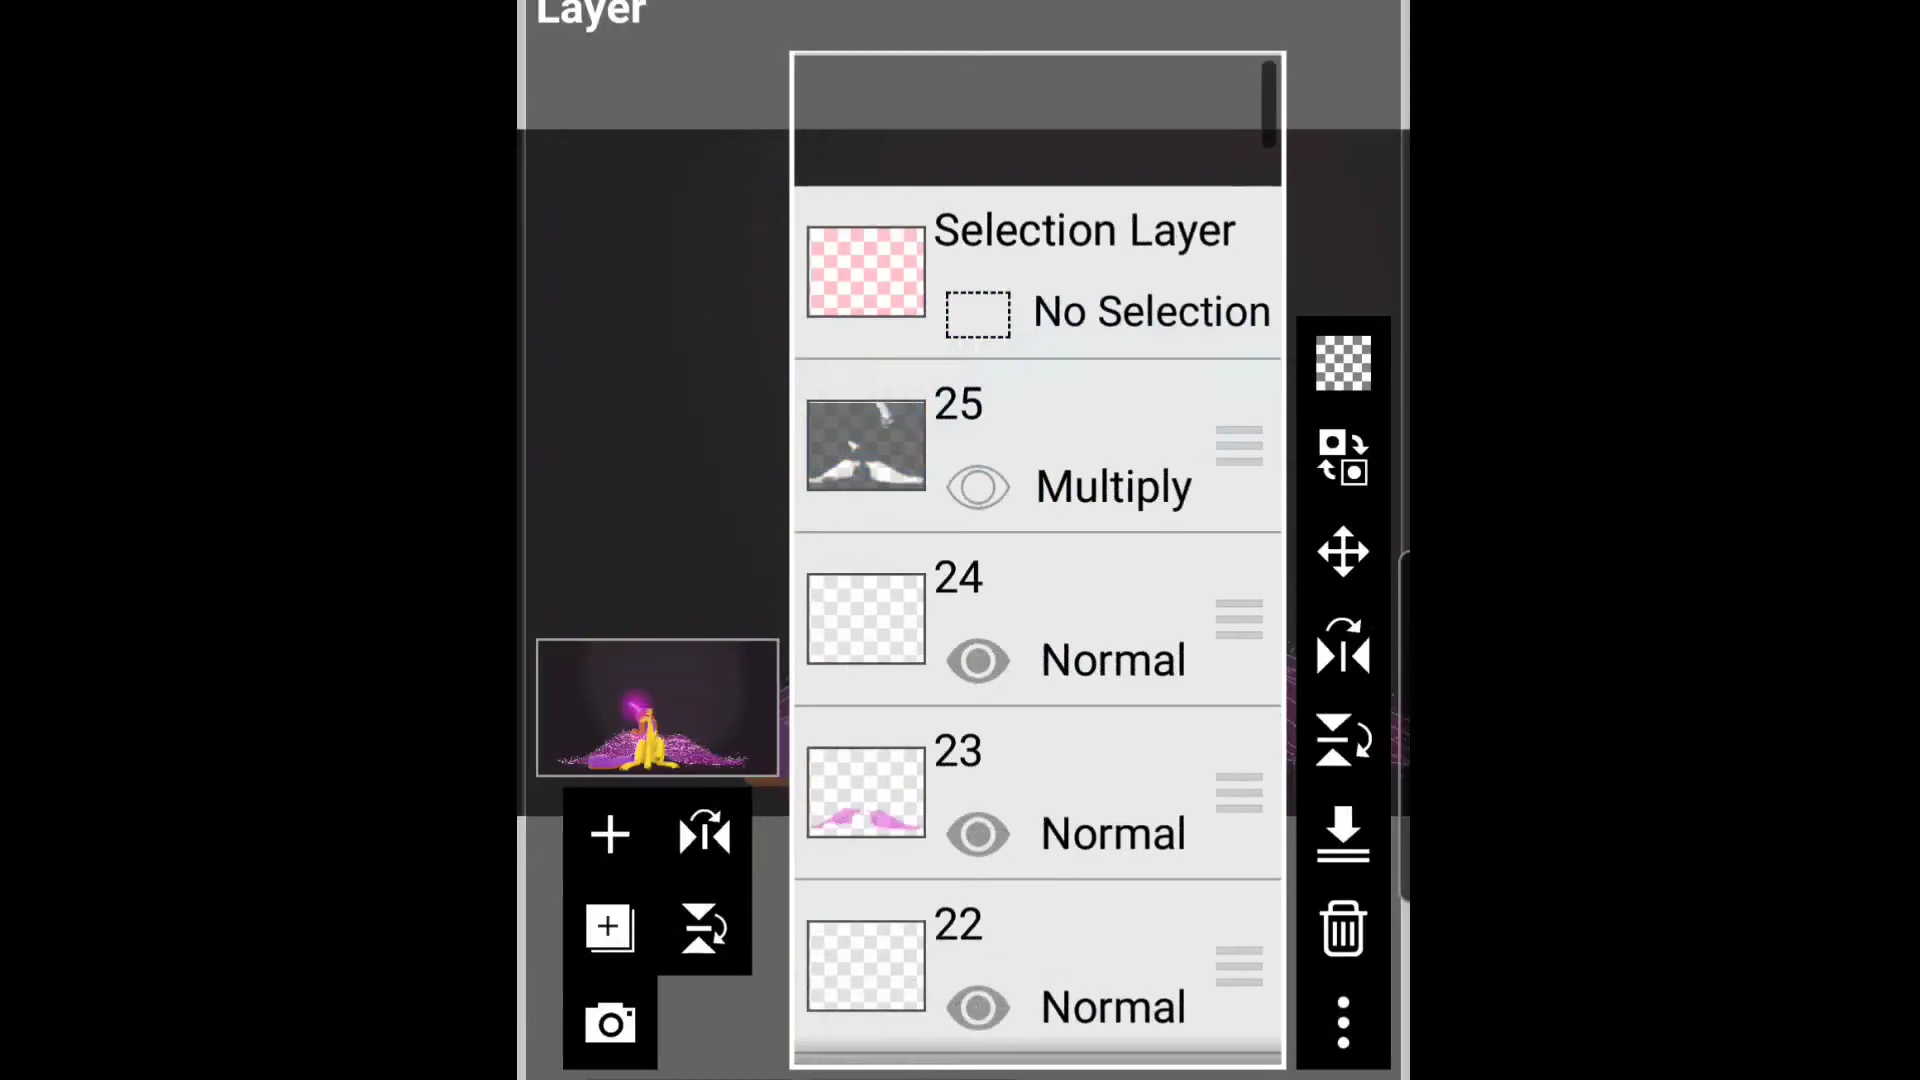 Layer
Selection Layer
No Selection
25
Multiply
24
Normal
23
Normal
22
Normal